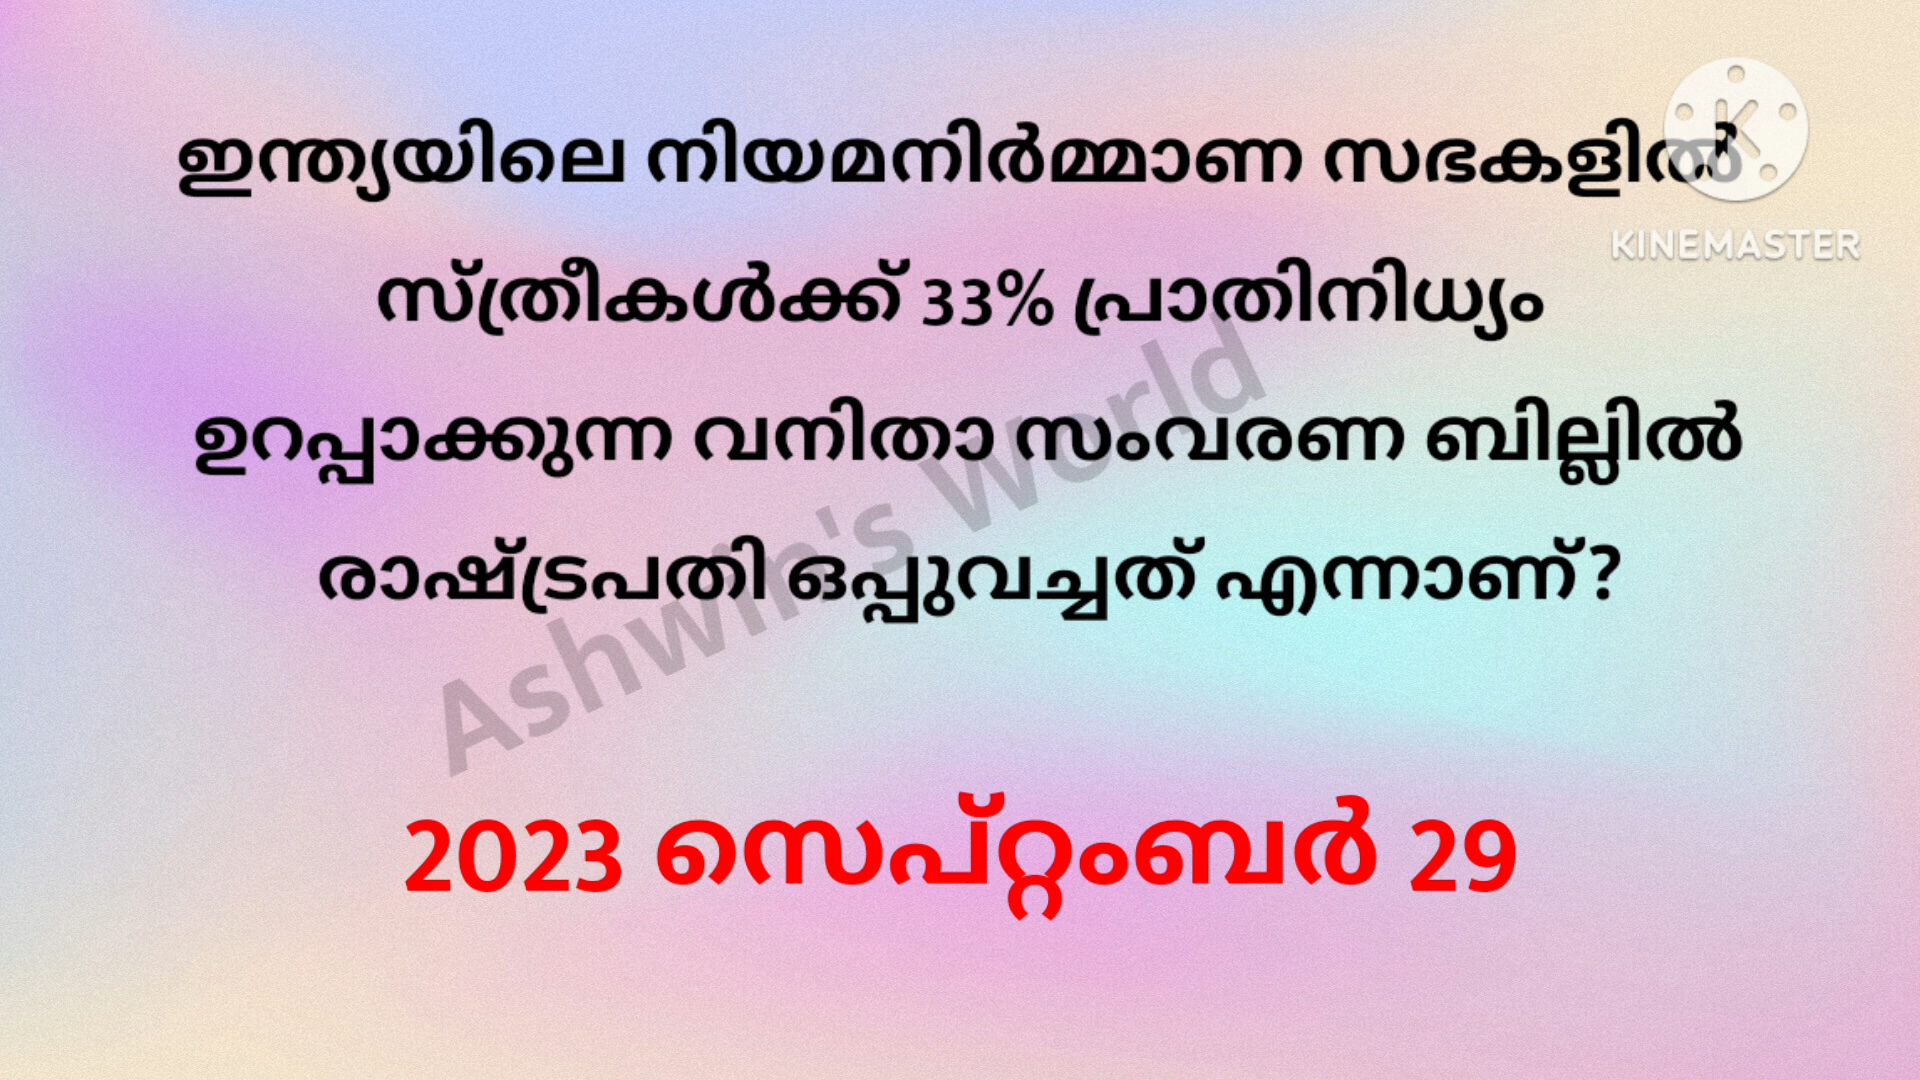 ഇന്ത്യയിലെ നിയമനിർമ്മാണ സഭകളിൽ
KINEMASTER
സ്ത്രീകൾക്ക് 33% പ്രാതിനിധ്യം
ഉറപ്പാക്കുന്ന വനിതാ സംവരണ ബില്ലിൽ
രാഷ്ട്രപതി ഒപ്പുവച്ചത് എന്നാണ്?
Ashwin's World
2023 സെപ്റ്റംബർ 29